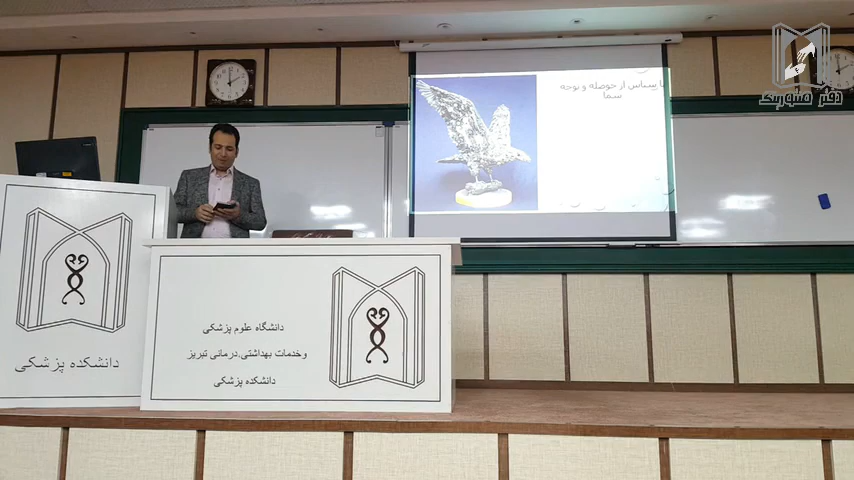 با سپاس از حوصله و توجه
شما
دفتر مشورتی
دانشکده پزشکی
دانشگاه علوم پزشکی
وخدمات بهداشتی.درمانی تبریز
دانشکده پزشکی